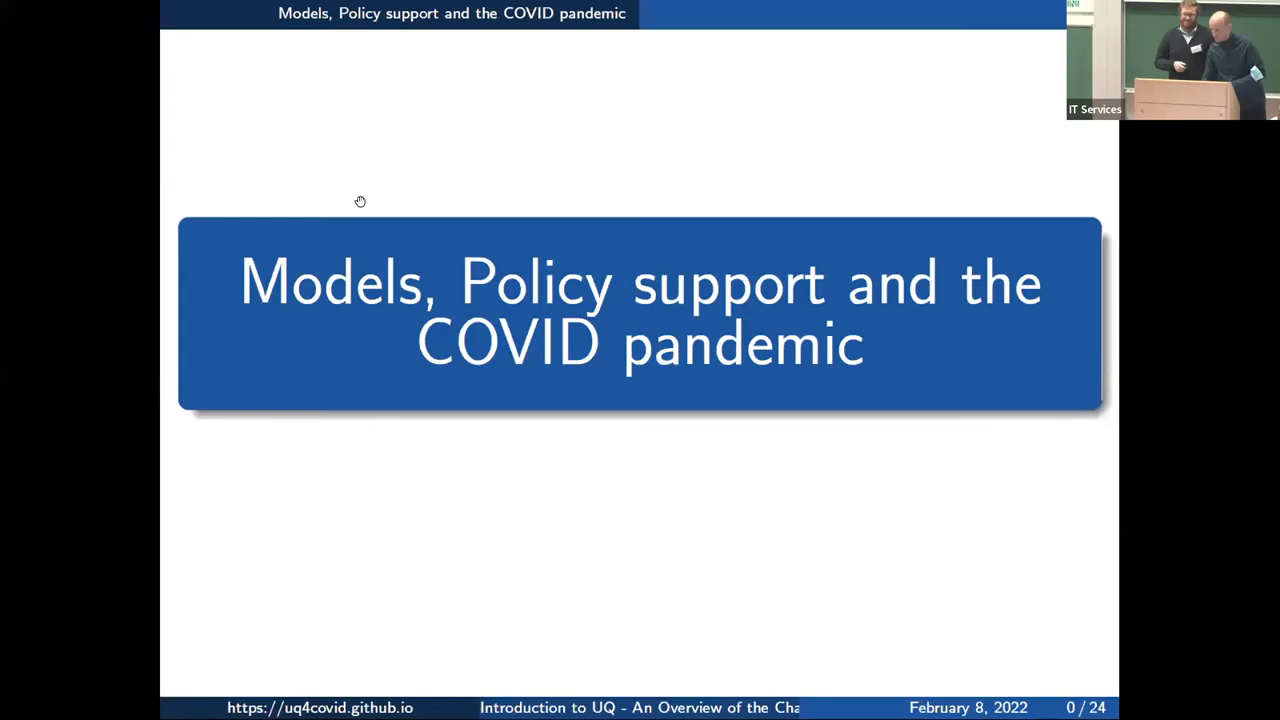 Models, Policy support and the COVID pandemic
IT Services
Models, Policy support and the
COVID pandemic
https://uq4covid.github.io
Introduction to UQ - An Overview of the Cha
February 8, 2022
0 / 24